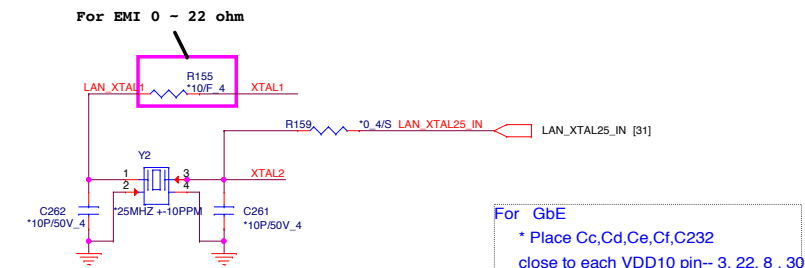 For EMI 0 ~ 22 ohm
R155
LAN_XTAL1 *10/F_4 XTAL1
R159 *0_4/S LAN_XTAL25_IN LAN_XTAL25_IN [31]
Y2
1 3 XTAL2
2 4
C262 *25MHZ +-10PPM C261
*10P/50V_4 *10P/50V_4
For GbE
* Place Cc,Cd,Ce,Cf,C232
close to each VDD10 pin-- 3, 22, 8 , 30